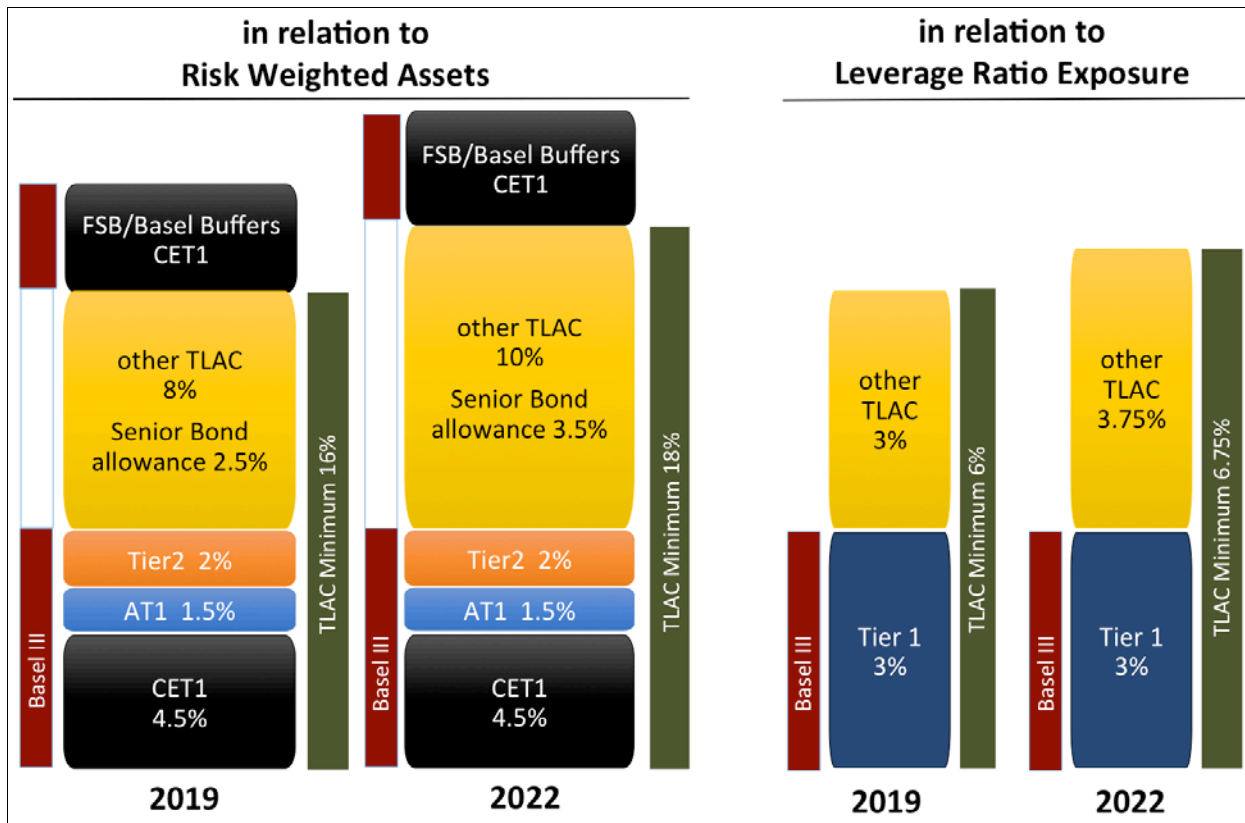 in relation to
Risk Weighted Assets
FSB/Basel Buffers
CET1
other TLAC
8%
Senior Bond
allowance 2.5%
Tier2 2%
AT1 1.5%
CET1
4.5%
Basel III
TLAC Minimum 16%
2019
FSB/Basel Buffers
CET1
other TLAC
10%
Senior Bond
allowance 3.5%
Tier2 2%
AT1 1.5%
CET1
4.5%
Basel III
TLAC Minimum 18%
2022
in relation to
Leverage Ratio Exposure
other
TLAC
3%
Tier 1
3%
Basel III
TLAC Minimum 6%
2019
other
TLAC
3.75%
Tier 1
3%
Basel III
TLAC Minimum 6.75%
2022